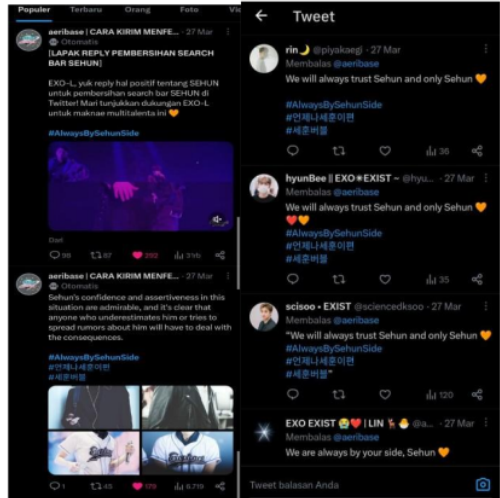 Populer Terbaru Orang Foto
aeribase | CARA KIRIM MENFE... · 27 Mar
Otomatis
[LAPAK REPLY PEMBERSIHAN SEARCH
BAR SEHUN]
EXO-L, yuk reply hal positif tentang SEHUN
untuk pembersihan search bar SEHUN di
Twitter! Mari tunjukkan dukungan EXO-L
untuk maknae multitalenta ini 🧡
#AlwaysBySehunSide
Dari
98 87 292
aeribase | CARA KIRIM MENFE... · 27 Mar
Otomatis
Sehun's confidence and assertiveness in this
situation are admirable, and it's clear that
anyone who underestimates him or tries to
spread rumors about him will have to deal with
the consequences.
#AlwaysBySehunSide
#언제나세훈이편
#세훈버블
1 45 175 6.719
Tweet
rin🌙 @piyakaegi · 27 Mar
Membalas @aeribase
We will always trust Sehun and only Sehun 🧡
#AlwaysBySehunSide
#언제나세훈이편
#세훈버블
36
hyunBee || EXO✳EXIST ~ @hyu... · 27 Mar
Membalas @aeribase
We will always trust Sehun and only Sehun 🧡
❤️🧡
#AlwaysBySehunSide
#언제나세훈이편
#세훈버블
35
scisoo • EXIST @sciencedksoo · 27 Mar
Membalas @aeribase
"We will always trust Sehun and only Sehun 🧡
#AlwaysBySehunSide
#언제나세훈이편
#세훈버블"
120
EXO EXIST 😭❤️ | LIN 🦌🐣 @a... · 27 Mar
Membalas @aeribase
We are always by your side, Sehun 🧡
Tweet balasan Anda